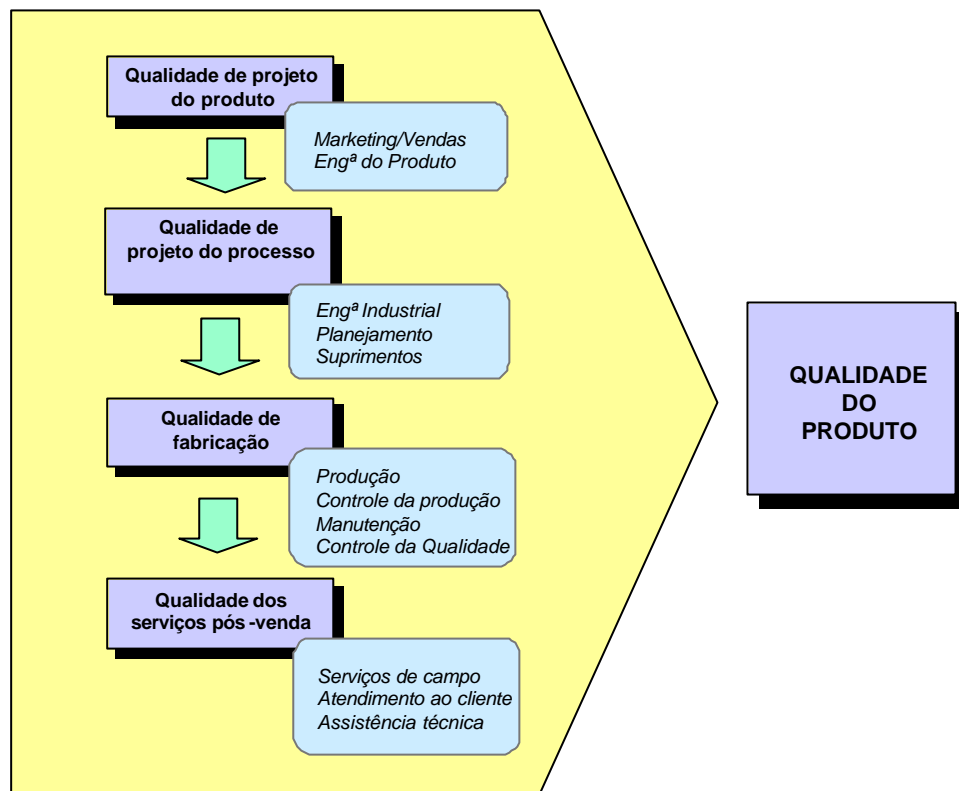 Qualidade de projeto
do produto
Marketing/Vendas
Engª do Produto
Qualidade de
projeto do processo
Engª Industrial
Planejamento
Suprimentos
Qualidade de
fabricação
Produção
Controle da produção
Manutenção
Controle da Qualidade
Qualidade dos
serviços pós -venda
Serviços de campo
Atendimento ao cliente
Assistência técnica
QUALIDADE
DO
PRODUTO